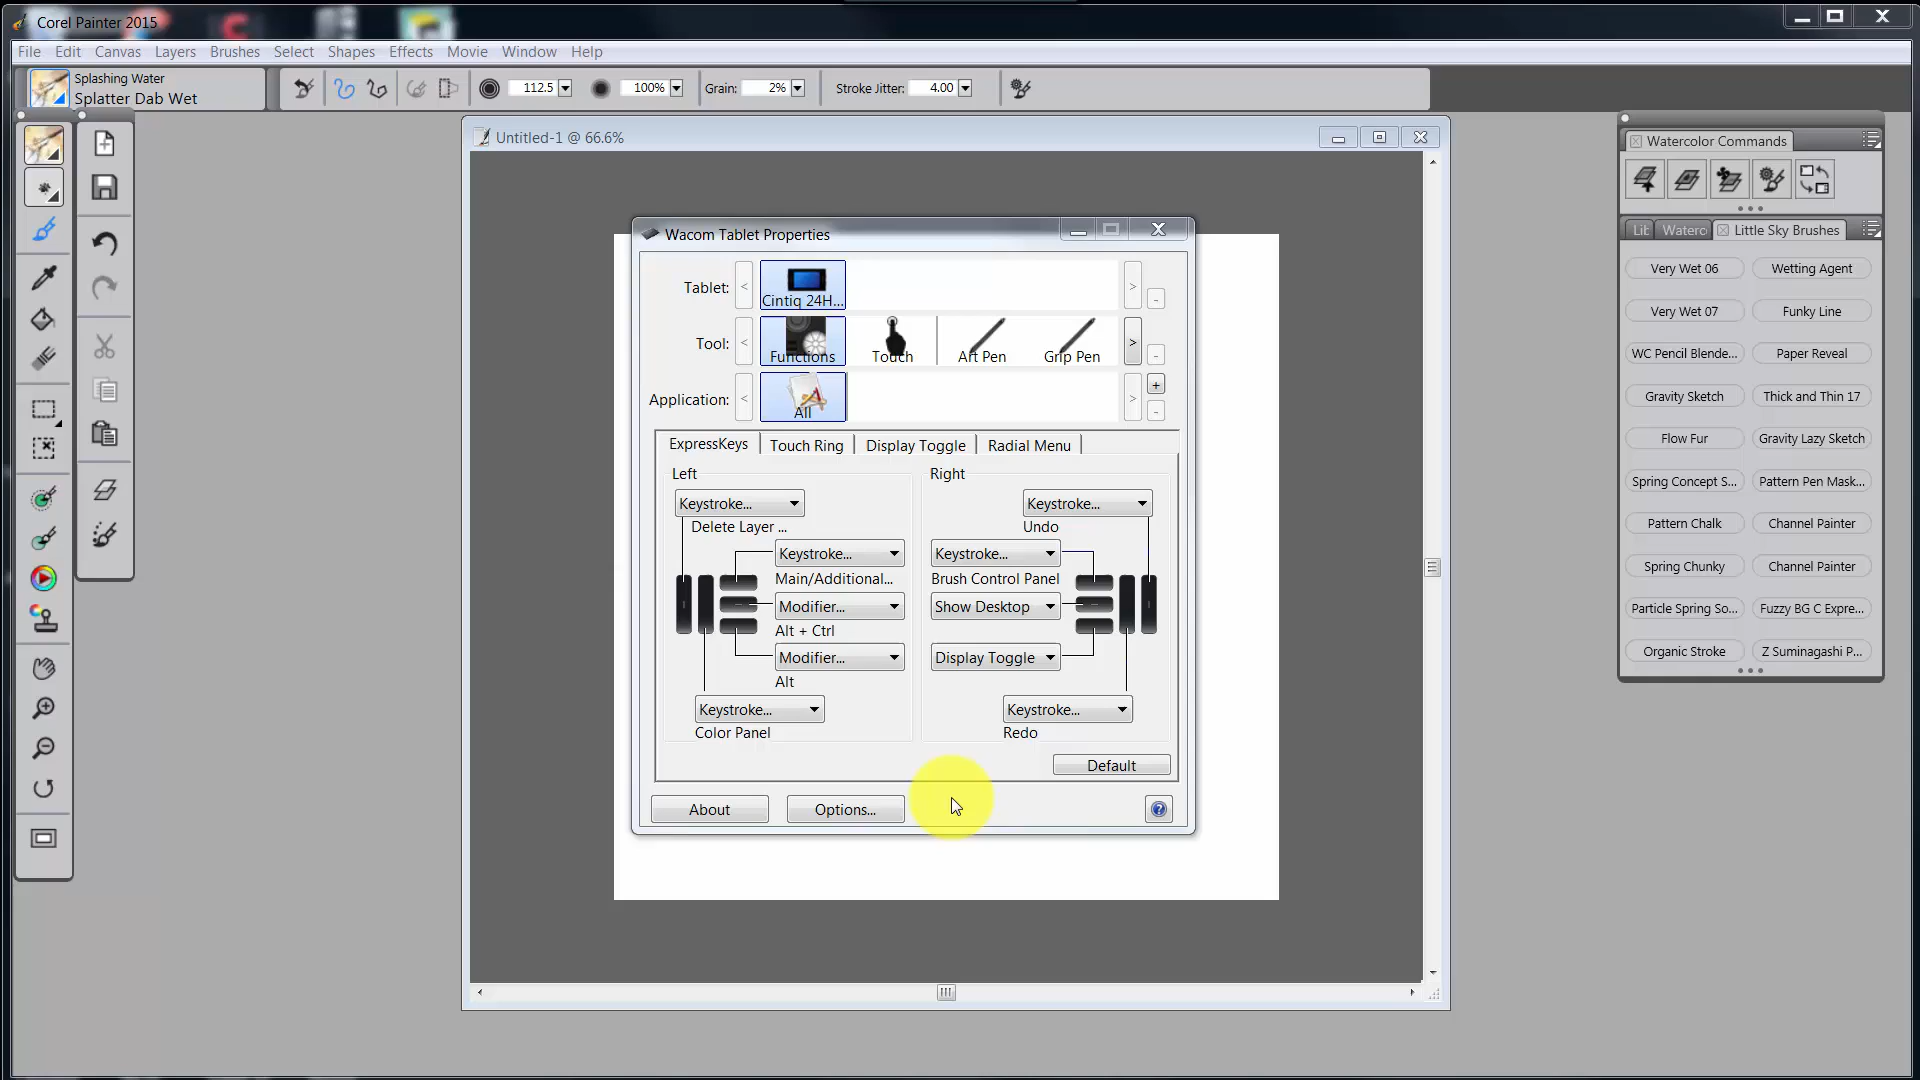 Corel Painter 2015
File Edit Canvas Layers Brushes Select Shapes Effects Movie Window Help
Splashing Water
Splatter Dab Wet
112.5
100%
Grain: 2%
Stroke Jitter: 4.00
Untitled-1 @ 66.6%
Wacom Tablet Properties
Tablet: < Cintiq 24H... > -
Tool: < Functions Touch Art Pen Grip Pen > -
Application: < All > + -
ExpressKeys Touch Ring Display Toggle Radial Menu
Left
Keystroke...
Delete Layer ...
Keystroke...
Main/Additional...
Modifier...
Alt + Ctrl
Modifier...
Alt
Keystroke...
Color Panel
Right
Keystroke...
Undo
Keystroke...
Brush Control Panel
Show Desktop
Display Toggle
Keystroke...
Redo
Default
About Options... ?
Watercolor Commands
Lit Waterc Little Sky Brushes
Very Wet 06 Wetting Agent
Very Wet 07 Funky Line
WC Pencil Blende... Paper Reveal
Gravity Sketch Thick and Thin 17
Flow Fur Gravity Lazy Sketch
Spring Concept S... Pattern Pen Mask...
Pattern Chalk Channel Painter
Spring Chunky Channel Painter
Particle Spring So... Fuzzy BG C Expre...
Organic Stroke Z Suminagashi P...